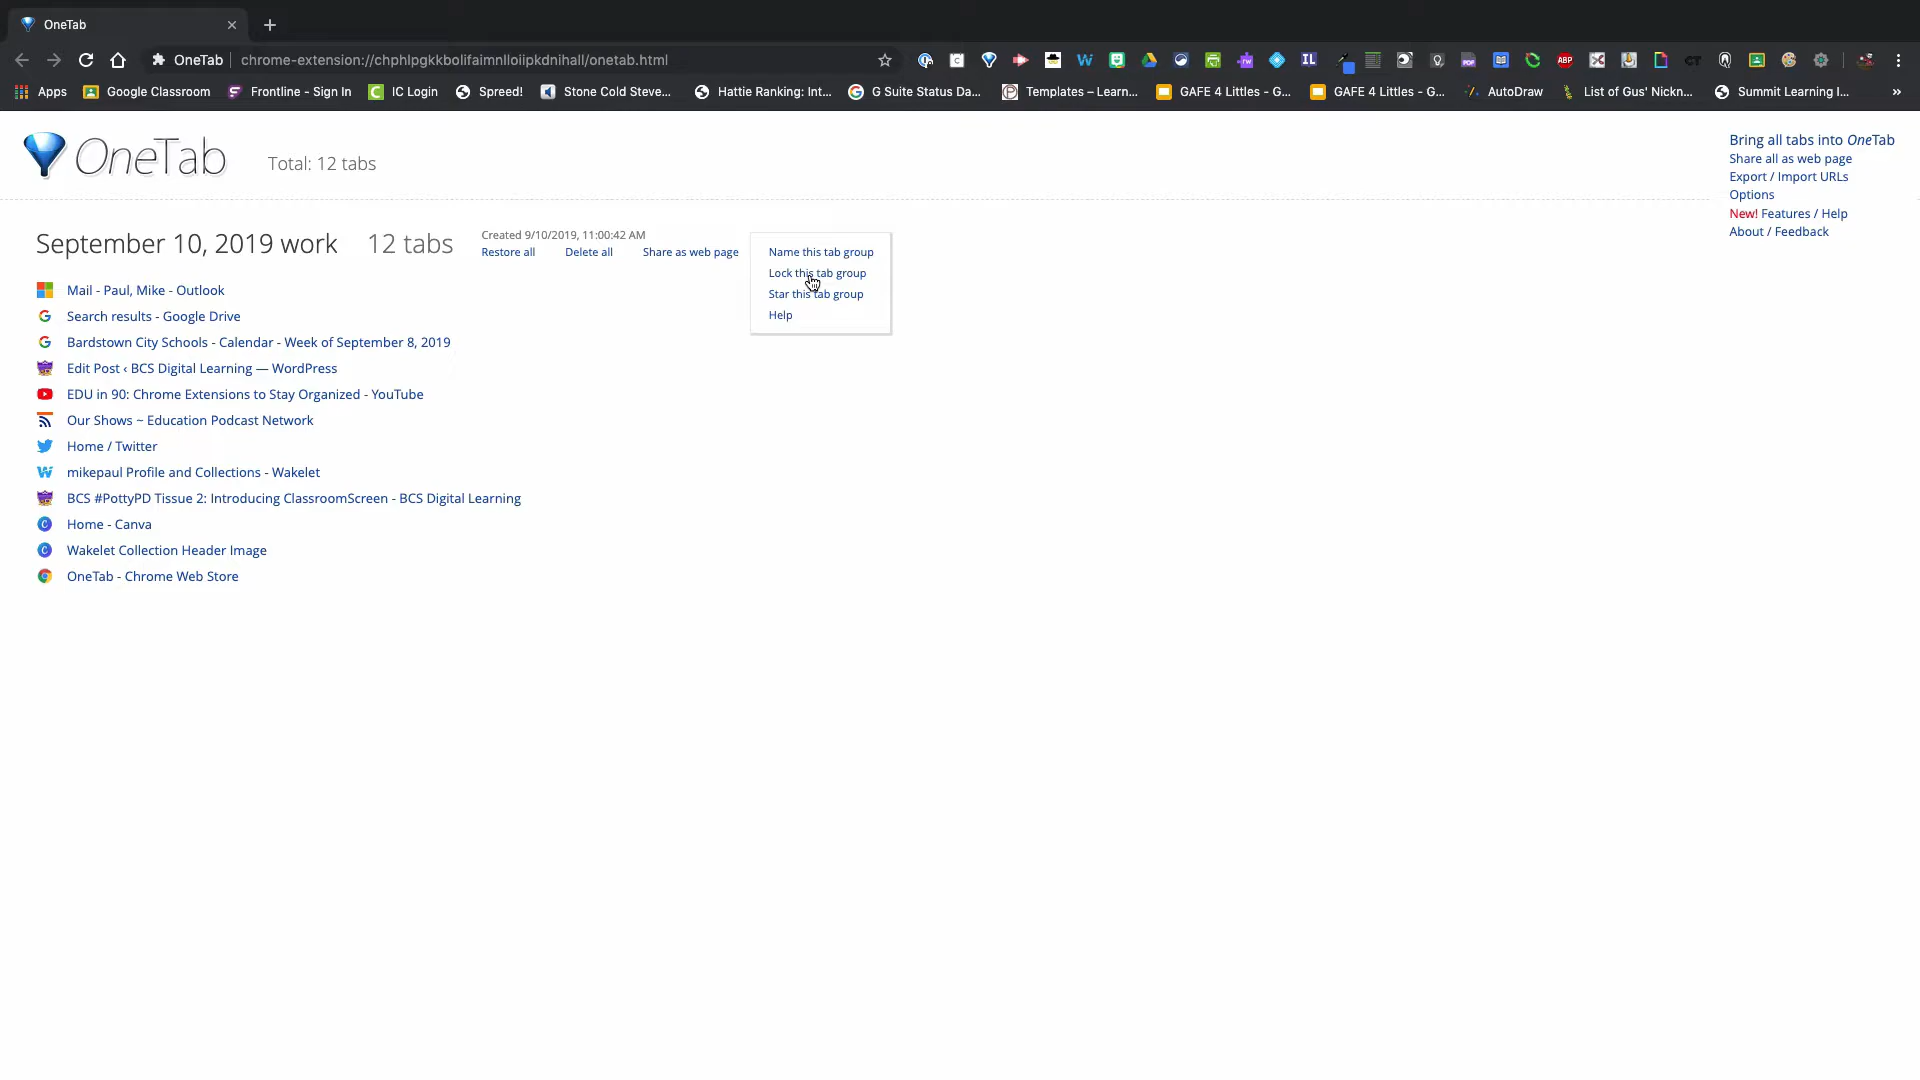 OneTab
OneTab chrome-extension://chphlpgkkbolifaimnlloiipkdnihall/onetab.html
Apps Google Classroom Frontline - Sign In IC Login Spreed! Stone Cold Steve... Hattie Ranking: Int... G Suite Status Da... Templates – Learn... GAFE 4 Littles - G... GAFE 4 Littles - G... AutoDraw List of Gus' Nickn... Summit Learning I... »
OneTab Total: 12 tabs
Bring all tabs into OneTab
Share all as web page
Export / Import URLs
Options
New! Features / Help
About / Feedback
September 10, 2019 work 12 tabs
Created 9/10/2019, 11:00:42 AM
Restore all Delete all Share as web page
Name this tab group
Lock this tab group
Star this tab group
Help
Mail - Paul, Mike - Outlook
Search results - Google Drive
Bardstown City Schools - Calendar - Week of September 8, 2019
Edit Post ‹ BCS Digital Learning — WordPress
EDU in 90: Chrome Extensions to Stay Organized - YouTube
Our Shows ~ Education Podcast Network
Home / Twitter
mikepaul Profile and Collections - Wakelet
BCS #PottyPD Tissue 2: Introducing ClassroomScreen - BCS Digital Learning
Home - Canva
Wakelet Collection Header Image
OneTab - Chrome Web Store